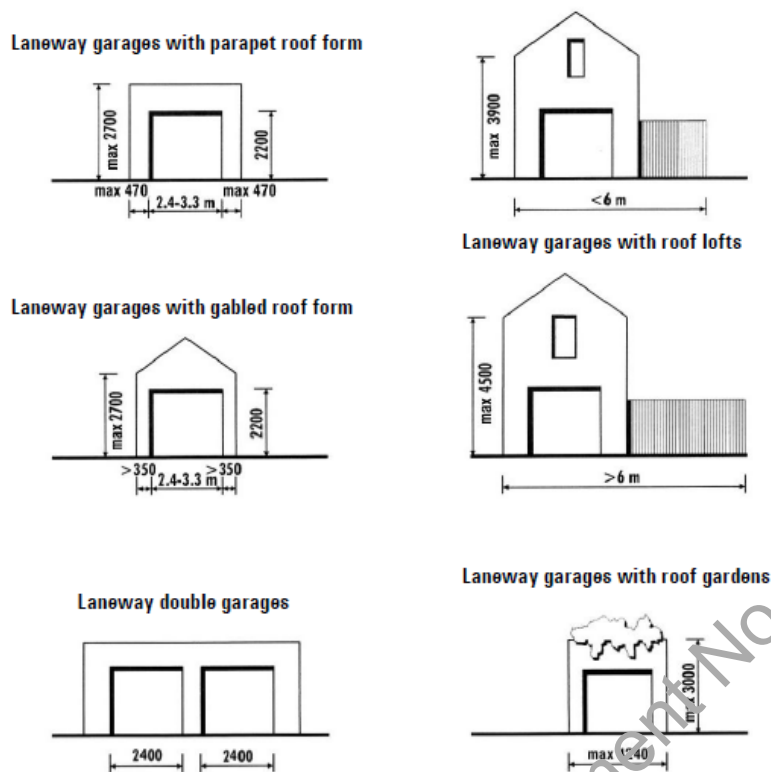 Laneway garages with parapet roof form
max 2700
2200
max 470
max 470
2.4-3.3 m
max 3900
<6 m
Laneway garages with roof lofts
Laneway garages with gabled roof form
max 2700
2200
>350
>350
2.4-3.3 m
max 4500
>6 m
Laneway double garages
2400
2400
Laneway garages with roof gardens
max 3000
max